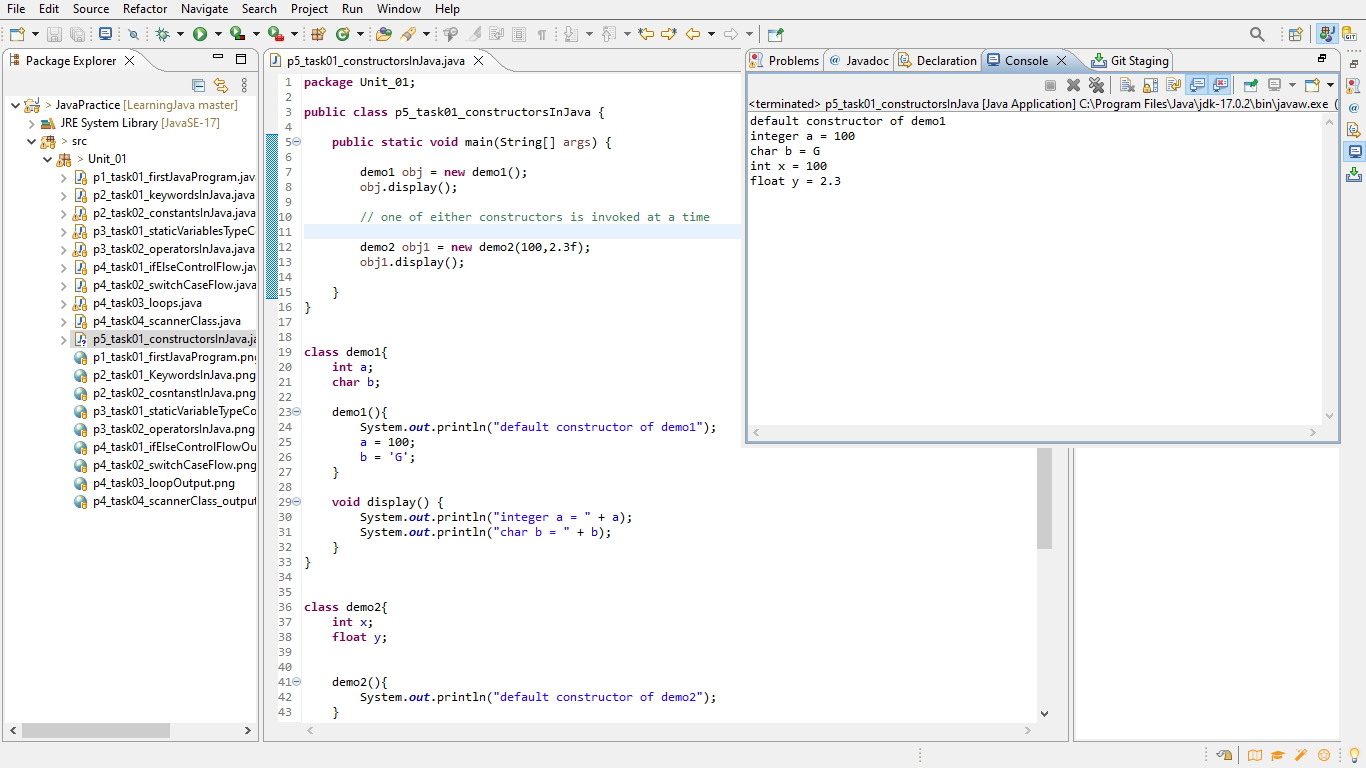 File Edit Source Refactor Navigate Search Project Run Window Help
Package Explorer
JavaPractice [LearningJava master]
JRE System Library [JavaSE-17]
src
Unit_01
p1_task01_firstJavaProgram.java
p2_task01_keywordsInJava.java
p2_task02_constantsInJava.java
p3_task01_staticVariablesTypeC
p3_task02_operatorsInJava.java
p4_task01_ifElseControlFlow.jav
p4_task02_switchCaseFlow.java
p4_task03_loops.java
p4_task04_scannerClass.java
p5_task01_constructorsInJava.ja
p1_task01_firstJavaProgram.png
p2_task01_KeywordsInJava.png
p2_task02_cosntanstInJava.png
p3_task01_staticVariableTypeCo
p3_task02_operatorsInJava.png
p4_task01_ifElseControlFlowOu
p4_task02_switchCaseFlow.png
p4_task03_loopOutput.png
p4_task04_scannerClass_output
p5_task01_constructorsInJava.java
1 package Unit_01;
2
3 public class p5_task01_constructorsInJava {
4
5 public static void main(String[] args) {
6
7 demo1 obj = new demo1();
8 obj.display();
9
10 // one of either constructors is invoked at a time
11
12 demo2 obj1 = new demo2(100,2.3f);
13 obj1.display();
14
15 }
16 }
17
18
19 class demo1{
20 int a;
21 char b;
22
23 demo1(){
24 System.out.println("default constructor of demo1");
25 a = 100;
26 b = 'G';
27 }
28
29 void display() {
30 System.out.println("integer a = " + a);
31 System.out.println("char b = " + b);
32 }
33 }
34
35
36 class demo2{
37 int x;
38 float y;
39
40
41 demo2(){
42 System.out.println("default constructor of demo2");
43 }
Problems @ Javadoc Declaration Console Git Staging
<terminated> p5_task01_constructorsInJava [Java Application] C:\Program Files\Java\jdk-17.0.2\bin\javaw.exe (
default constructor of demo1
integer a = 100
char b = G
int x = 100
float y = 2.3